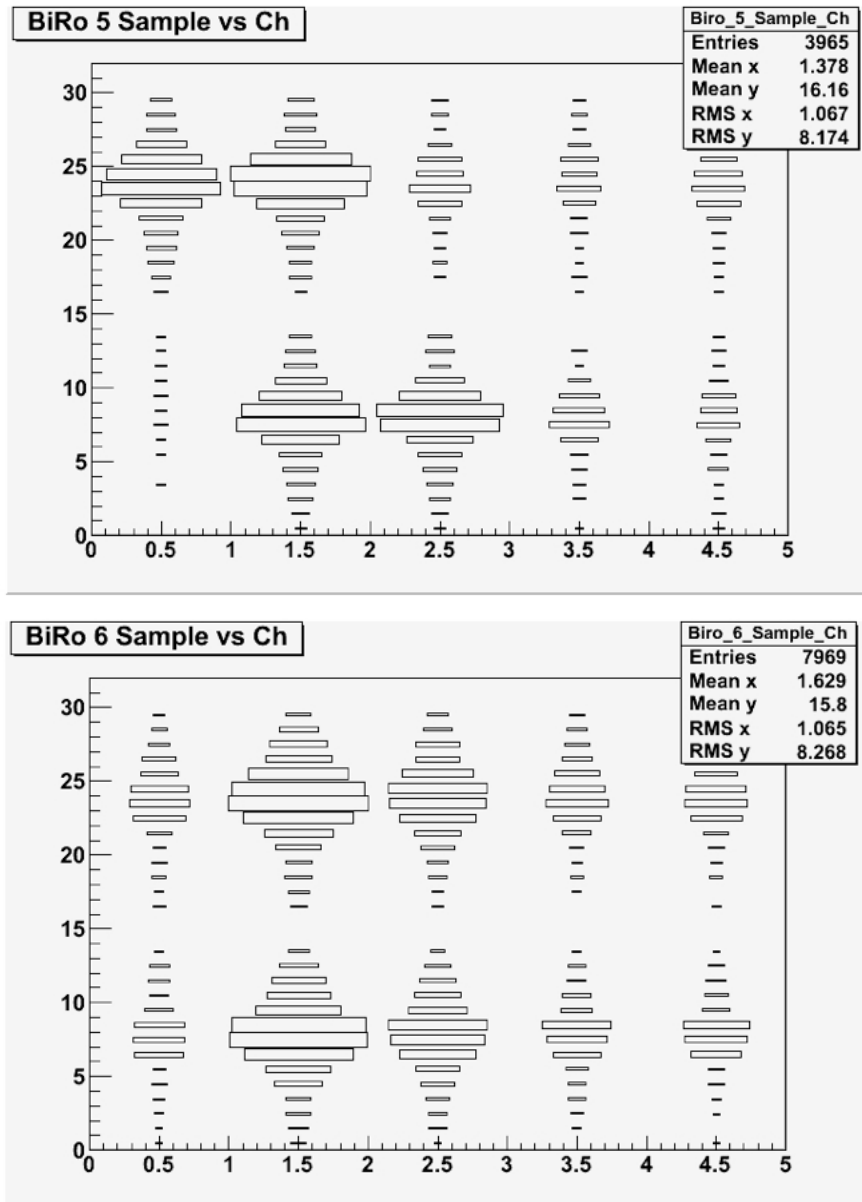 BiRo 5 Sample vs Ch
Biro_5_Sample_Ch
Entries 3965
Mean x 1.378
Mean y 16.16
RMS x 1.067
RMS y 8.174
30
25
20
15
10
5
0
0 0.5 1 1.5 2 2.5 3 3.5 4 4.5 5
BiRo 6 Sample vs Ch
Biro_6_Sample_Ch
Entries 7969
Mean x 1.629
Mean y 15.8
RMS x 1.065
RMS y 8.268
30
25
20
15
10
5
0
0 0.5 1 1.5 2 2.5 3 3.5 4 4.5 5